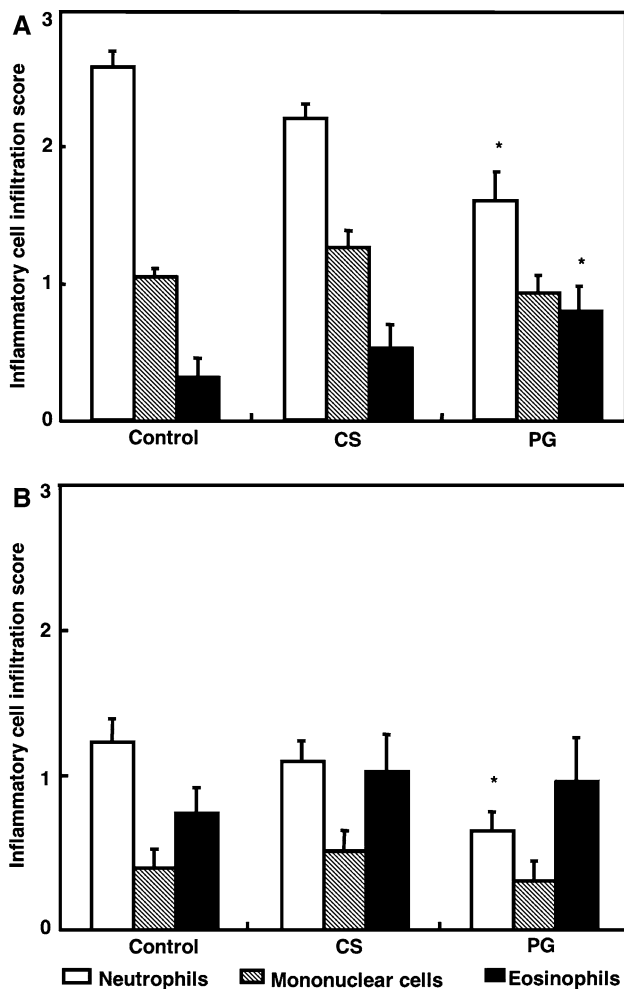 A
Inflammatory cell infiltration score
3
2
1
0
*
*
Control CS PG
B
Inflammatory cell infiltration score
3
2
1
0
*
Control CS PG
Neutrophils Mononuclear cells Eosinophils